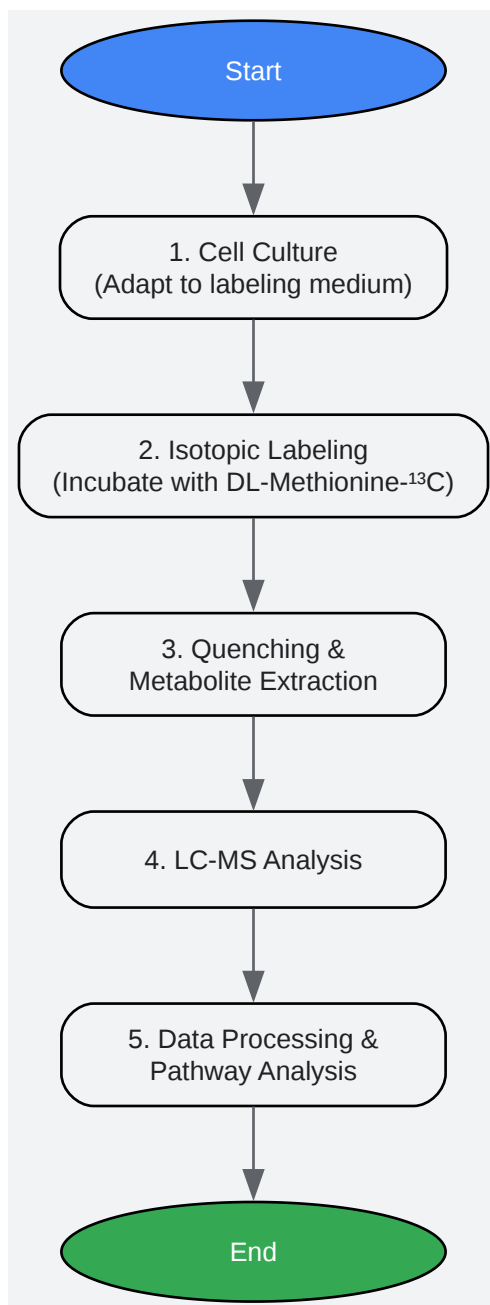 Start
1. Cell Culture
(Adapt to labeling medium)
2. Isotopic Labeling
(Incubate with DL-Methionine-¹³C)
3. Quenching &
Metabolite Extraction
4. LC-MS Analysis
5. Data Processing &
Pathway Analysis
End